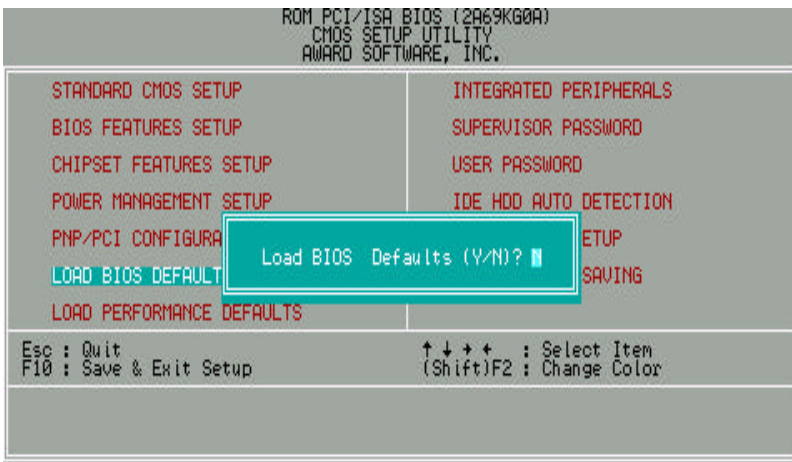 ROM PCI/ISA BIOS (2A69KG0A)
CMOS SETUP UTILITY
AWARD SOFTWARE, INC.
STANDARD CMOS SETUP
BIOS FEATURES SETUP
CHIPSET FEATURES SETUP
POWER MANAGEMENT SETUP
PNP/PCI CONFIGURA
LOAD BIOS DEFAULT
LOAD PERFORMANCE DEFAULTS
INTEGRATED PERIPHERALS
SUPERVISOR PASSWORD
USER PASSWORD
IDE HDD AUTO DETECTION
ETUP
SAVING
Load BIOS Defaults (Y/N)? N
Esc : Quit
F10 : Save & Exit Setup
↑ ↓ → ← : Select Item
(Shift)F2 : Change Color